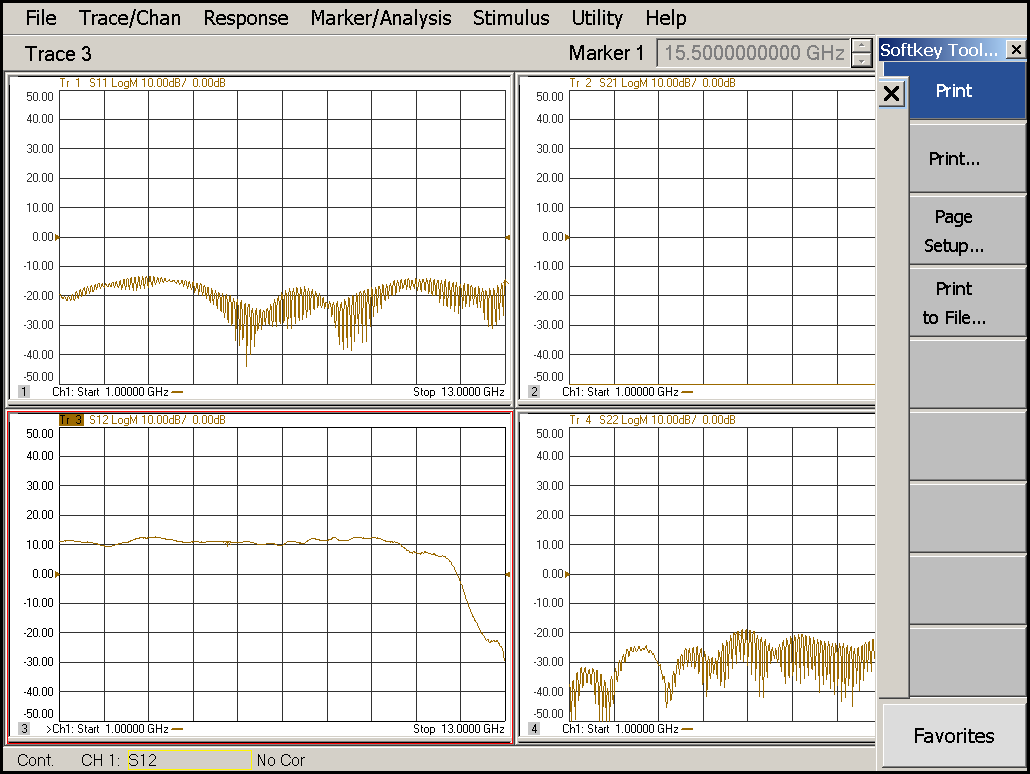 File Trace/Chan Response Marker/Analysis Stimulus Utility Help
Trace 3 Marker 1 15.5000000000 GHz
Softkey Tool...
Print
Print...
Page
Setup...
Print
to File...
Favorites
Tr 1 S11 LogM 10.00dB/ 0.00dB
50.00
40.00
30.00
20.00
10.00
0.00
-10.00
-20.00
-30.00
-40.00
-50.00
1 Ch1: Start 1.00000 GHz Stop 13.0000 GHz
Tr 2 S21 LogM 10.00dB/ 0.00dB
50.00
40.00
30.00
20.00
10.00
0.00
-10.00
-20.00
-30.00
-40.00
-50.00
2 Ch1: Start 1.00000 GHz
Tr 3 S12 LogM 10.00dB/ 0.00dB
50.00
40.00
30.00
20.00
10.00
0.00
-10.00
-20.00
-30.00
-40.00
-50.00
3 >Ch1: Start 1.00000 GHz Stop 13.0000 GHz
Tr 4 S22 LogM 10.00dB/ 0.00dB
50.00
40.00
30.00
20.00
10.00
0.00
-10.00
-20.00
-30.00
-40.00
-50.00
4 Ch1: Start 1.00000 GHz
Cont. CH 1: S12 No Cor